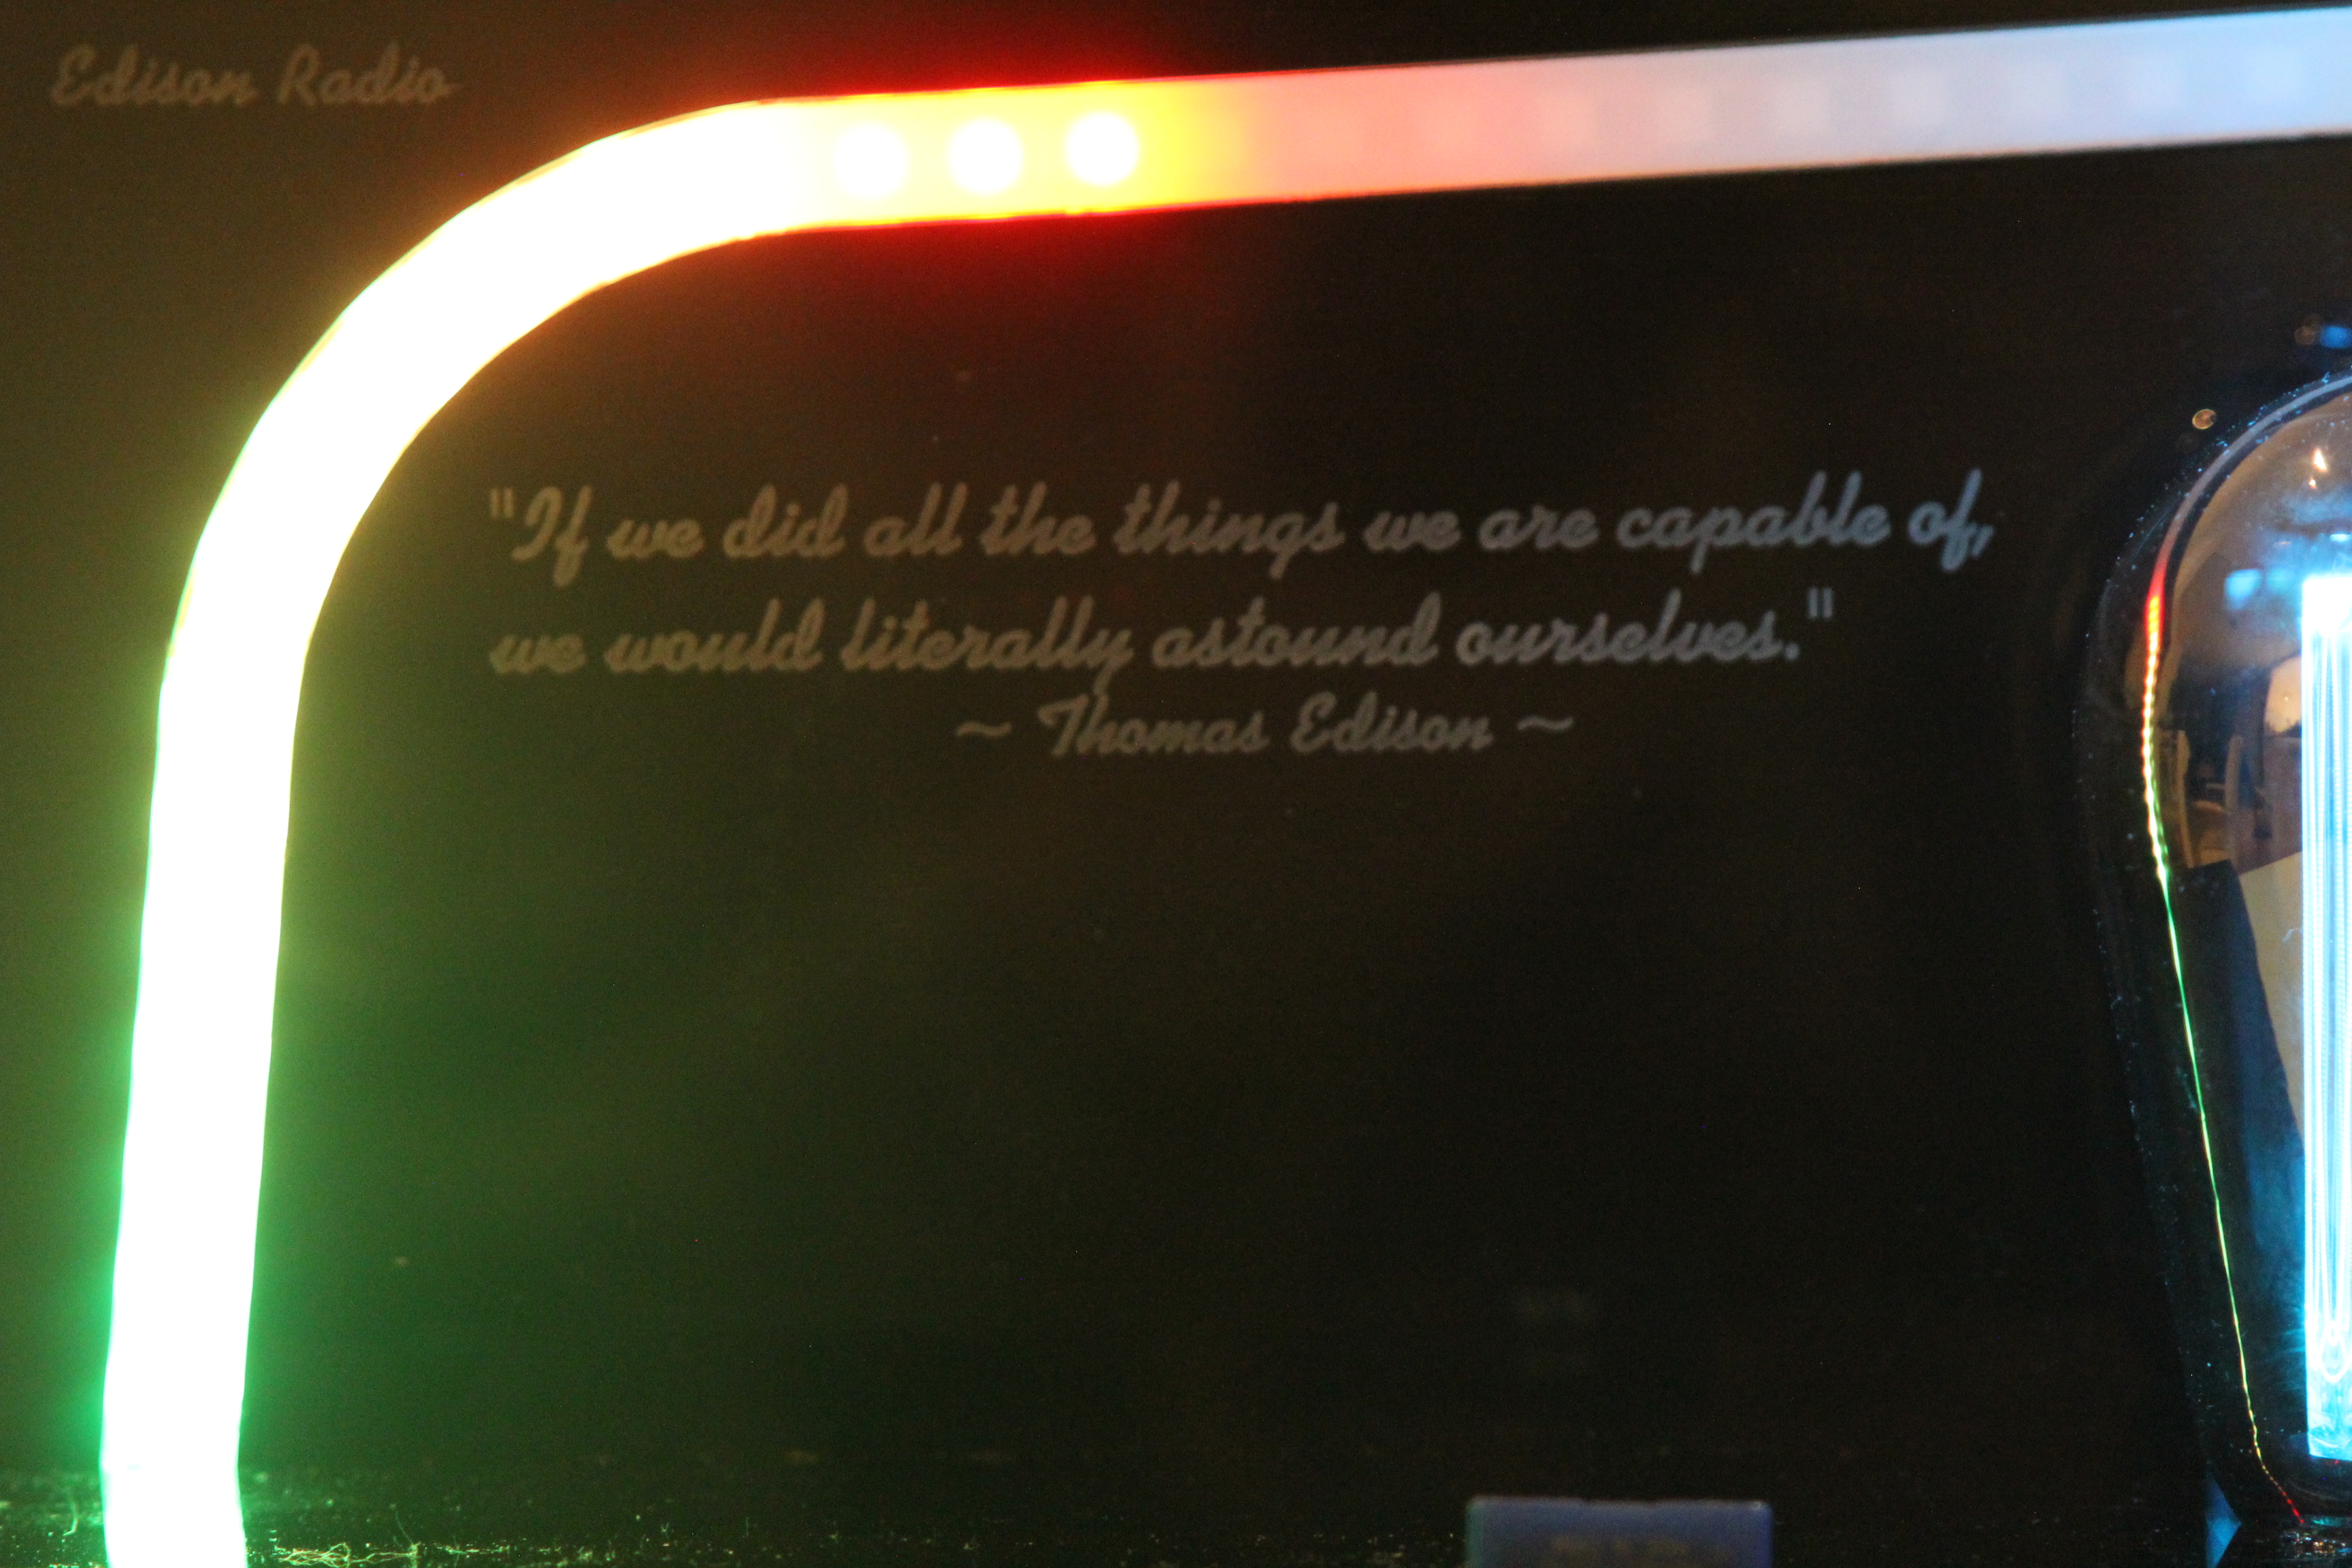 Edison Radio
"If we did all the things we are capable of,
we would literally astound ourselves."
~ Thomas Edison ~